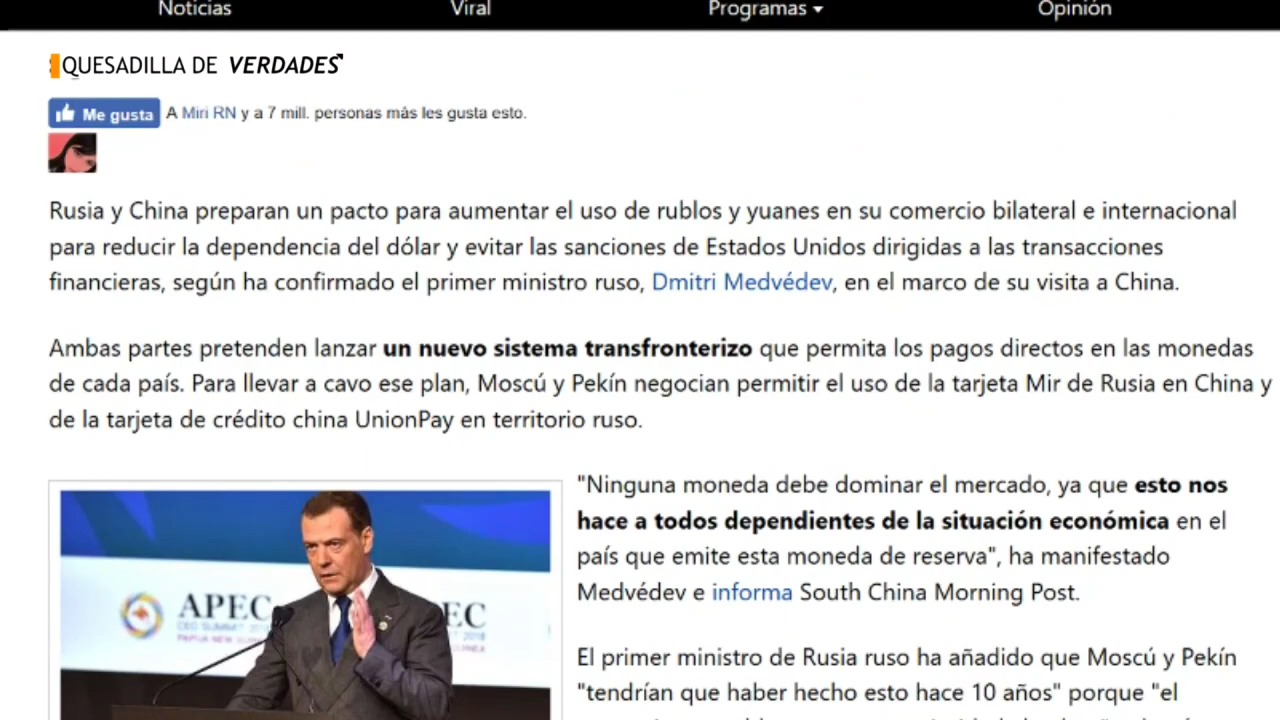 Noticias Viral Programas Opinión
QUESADILLA DE VERDADES
Me gusta A Miri RN y a 7 mill. personas más les gusta esto.
Rusia y China preparan un pacto para aumentar el uso de rublos y yuanes en su comercio bilateral e internacional
para reducir la dependencia del dólar y evitar las sanciones de Estados Unidos dirigidas a las transacciones
financieras, según ha confirmado el primer ministro ruso, Dmitri Medvédev, en el marco de su visita a China.
Ambas partes pretenden lanzar un nuevo sistema transfronterizo que permita los pagos directos en las monedas
de cada país. Para llevar a cavo ese plan, Moscú y Pekín negocian permitir el uso de la tarjeta Mir de Rusia en China y
de la tarjeta de crédito china UnionPay en territorio ruso.
"Ninguna moneda debe dominar el mercado, ya que esto nos
hace a todos dependientes de la situación económica en el
país que emite esta moneda de reserva", ha manifestado
Medvédev e informa South China Morning Post.
El primer ministro de Rusia ruso ha añadido que Moscú y Pekín
"tendrían que haber hecho esto hace 10 años" porque "el
APEC
CEO SUMMIT 2018
PAPUA NEW
EC